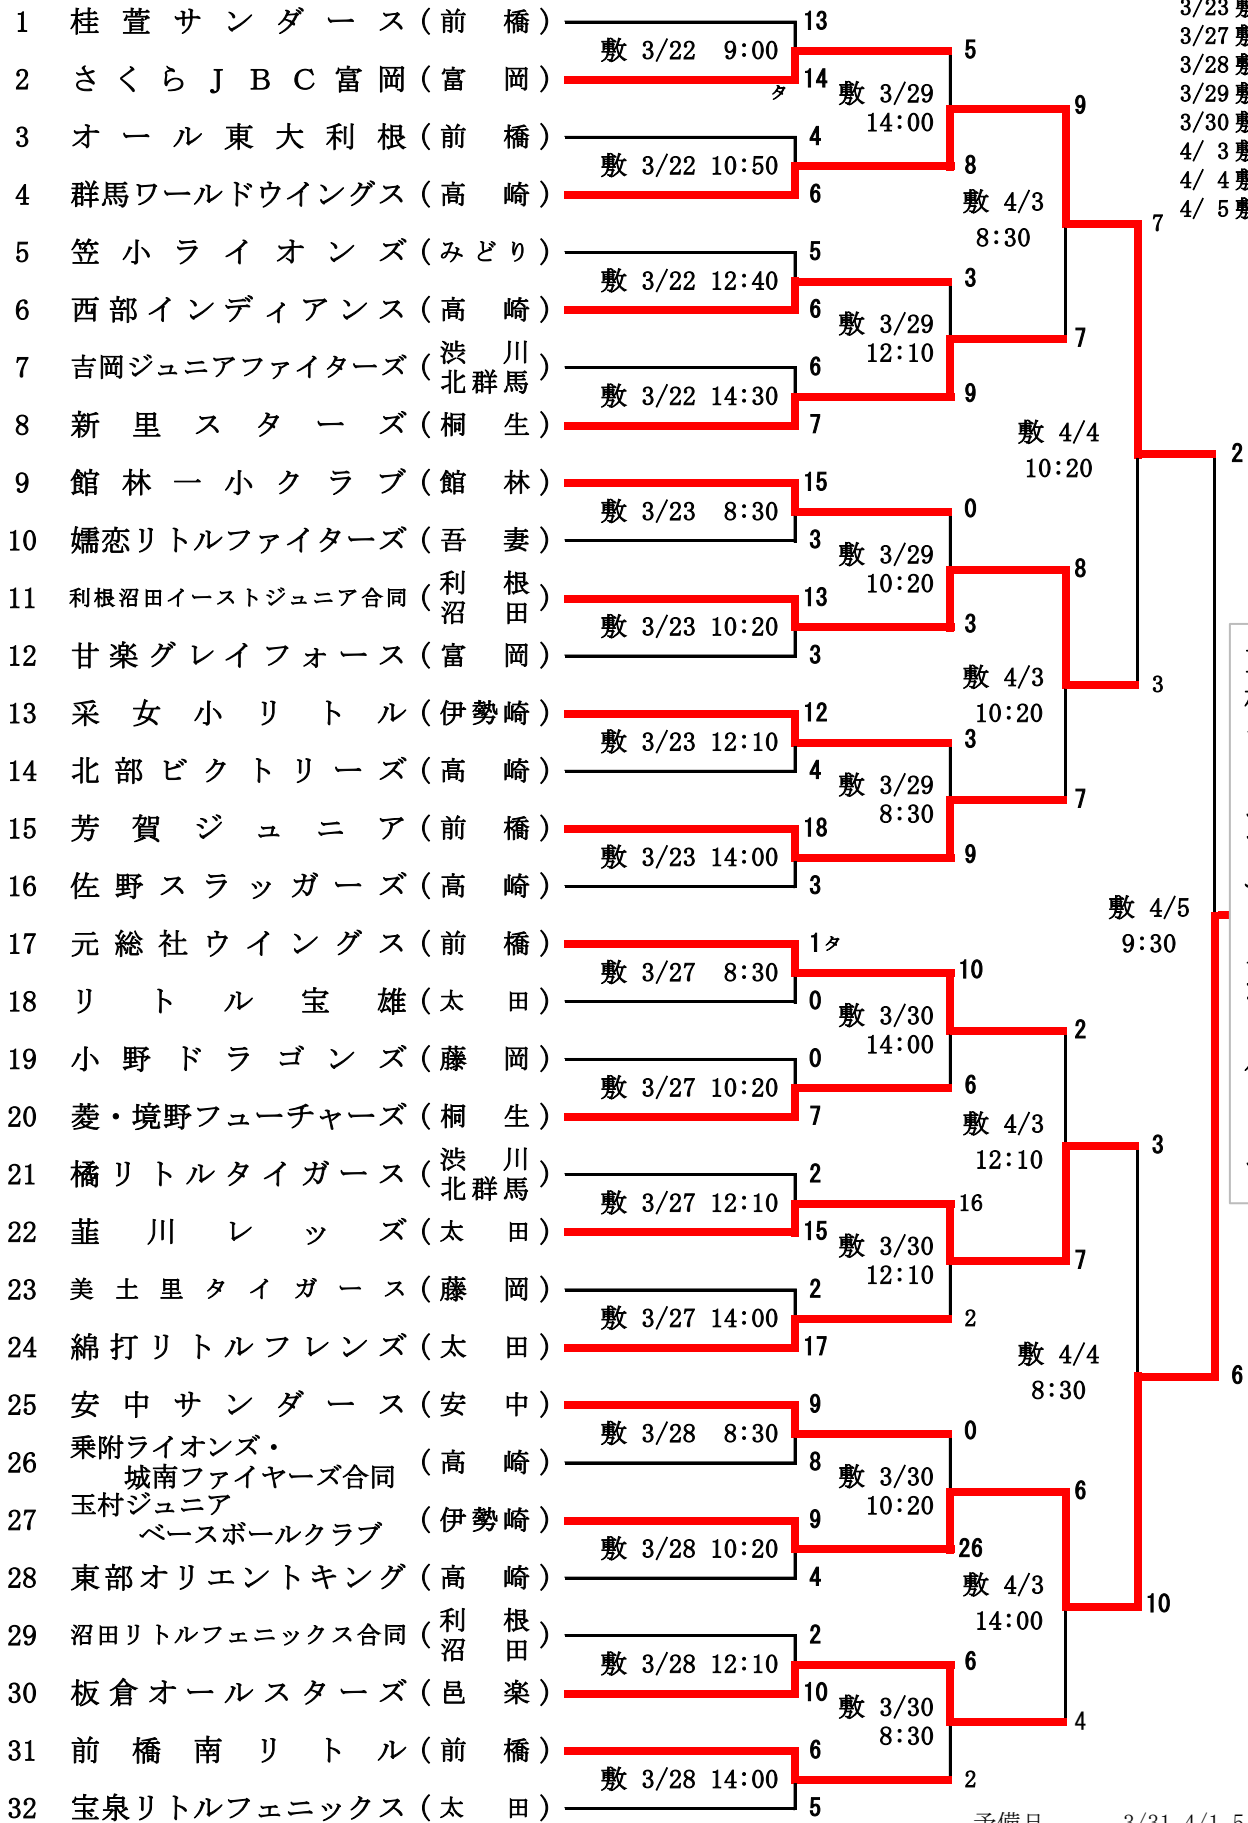 1 桂萱サンダース(前橋) 13
敷 3/22 9:00
5
2 さくらＪＢＣ富岡(富岡) 14
タ
敷 3/29
14:00
9
3 オール東大利根(前橋) 4
敷 3/22 10:50
8
4 群馬ワールドウイングス(高崎) 6
敷 4/3
8:30
7
5 笠小ライオンズ(みどり) 5
敷 3/22 12:40
3
6 西部インディアンス(高崎) 6
敷 3/29
12:10
7
7 吉岡ジュニアファイターズ(渋川北群馬) 6
敷 3/22 14:30
9
8 新里スターズ(桐生) 7
敷 4/4
10:20
2
9 館林一小クラブ(館林) 15
敷 3/23 8:30
0
10 嬬恋リトルファイターズ(吾妻) 3
敷 3/29
10:20
8
11 利根沼田イーストジュニア合同(利根沼田) 13
敷 3/23 10:20
3
12 甘楽グレイフォース(富岡) 3
敷 4/3
10:20
3
13 采女小リトル(伊勢崎) 12
敷 3/23 12:10
3
14 北部ビクトリーズ(高崎) 4
敷 3/29
8:30
7
15 芳賀ジュニア(前橋) 18
敷 3/23 14:00
9
16 佐野スラッガーズ(高崎) 3
敷 4/5
9:30
17 元総社ウイングス(前橋) 1タ
敷 3/27 8:30
10
18 リトル宝雄(太田) 0
敷 3/30
14:00
2
19 小野ドラゴンズ(藤岡) 0
敷 3/27 10:20
6
20 菱・境野フューチャーズ(桐生) 7
敷 4/3
12:10
3
21 橘リトルタイガース(渋川北群馬) 2
敷 3/27 12:10
16
22 韮川レッズ(太田) 15
敷 3/30
12:10
7
23 美土里タイガース(藤岡) 2
敷 3/27 14:00
2
24 綿打リトルフレンズ(太田) 17
敷 4/4
8:30
6
25 安中サンダース(安中) 9
敷 3/28 8:30
0
26 乗附ライオンズ・
城南ファイヤーズ合同(高崎) 8
敷 3/30
10:20
6
27 玉村ジュニア
ベースボールクラブ(伊勢崎) 9
敷 3/28 10:20
26
28 東部オリエントキング(高崎) 4
敷 4/3
14:00
10
29 沼田リトルフェニックス合同(利根沼田) 2
敷 3/28 12:10
6
30 板倉オールスターズ(邑楽) 10
敷 3/30
8:30
4
31 前橋南リトル(前橋) 6
敷 3/28 14:00
2
32 宝泉リトルフェニックス(太田) 5
3/23 敷
3/27 敷
3/28 敷
3/29 敷
3/30 敷
4/ 3 敷
4/ 4 敷
4/ 5 敷
予備日 3/31 4/1 5